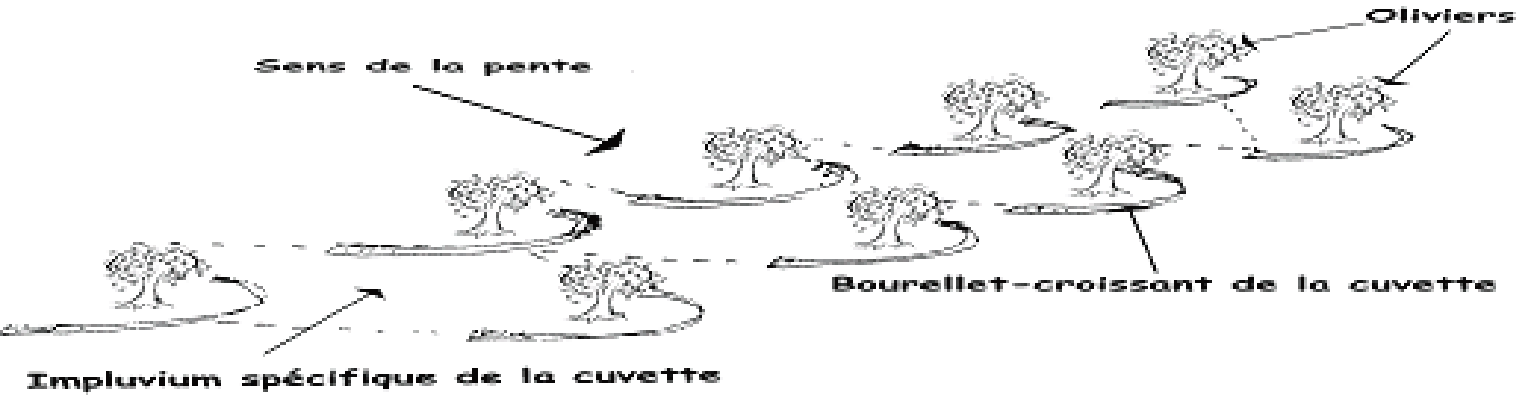 Oliviers
Sens de la pente
Bourellet-croissant de la cuvette
Impluvium spécifique de la cuvette